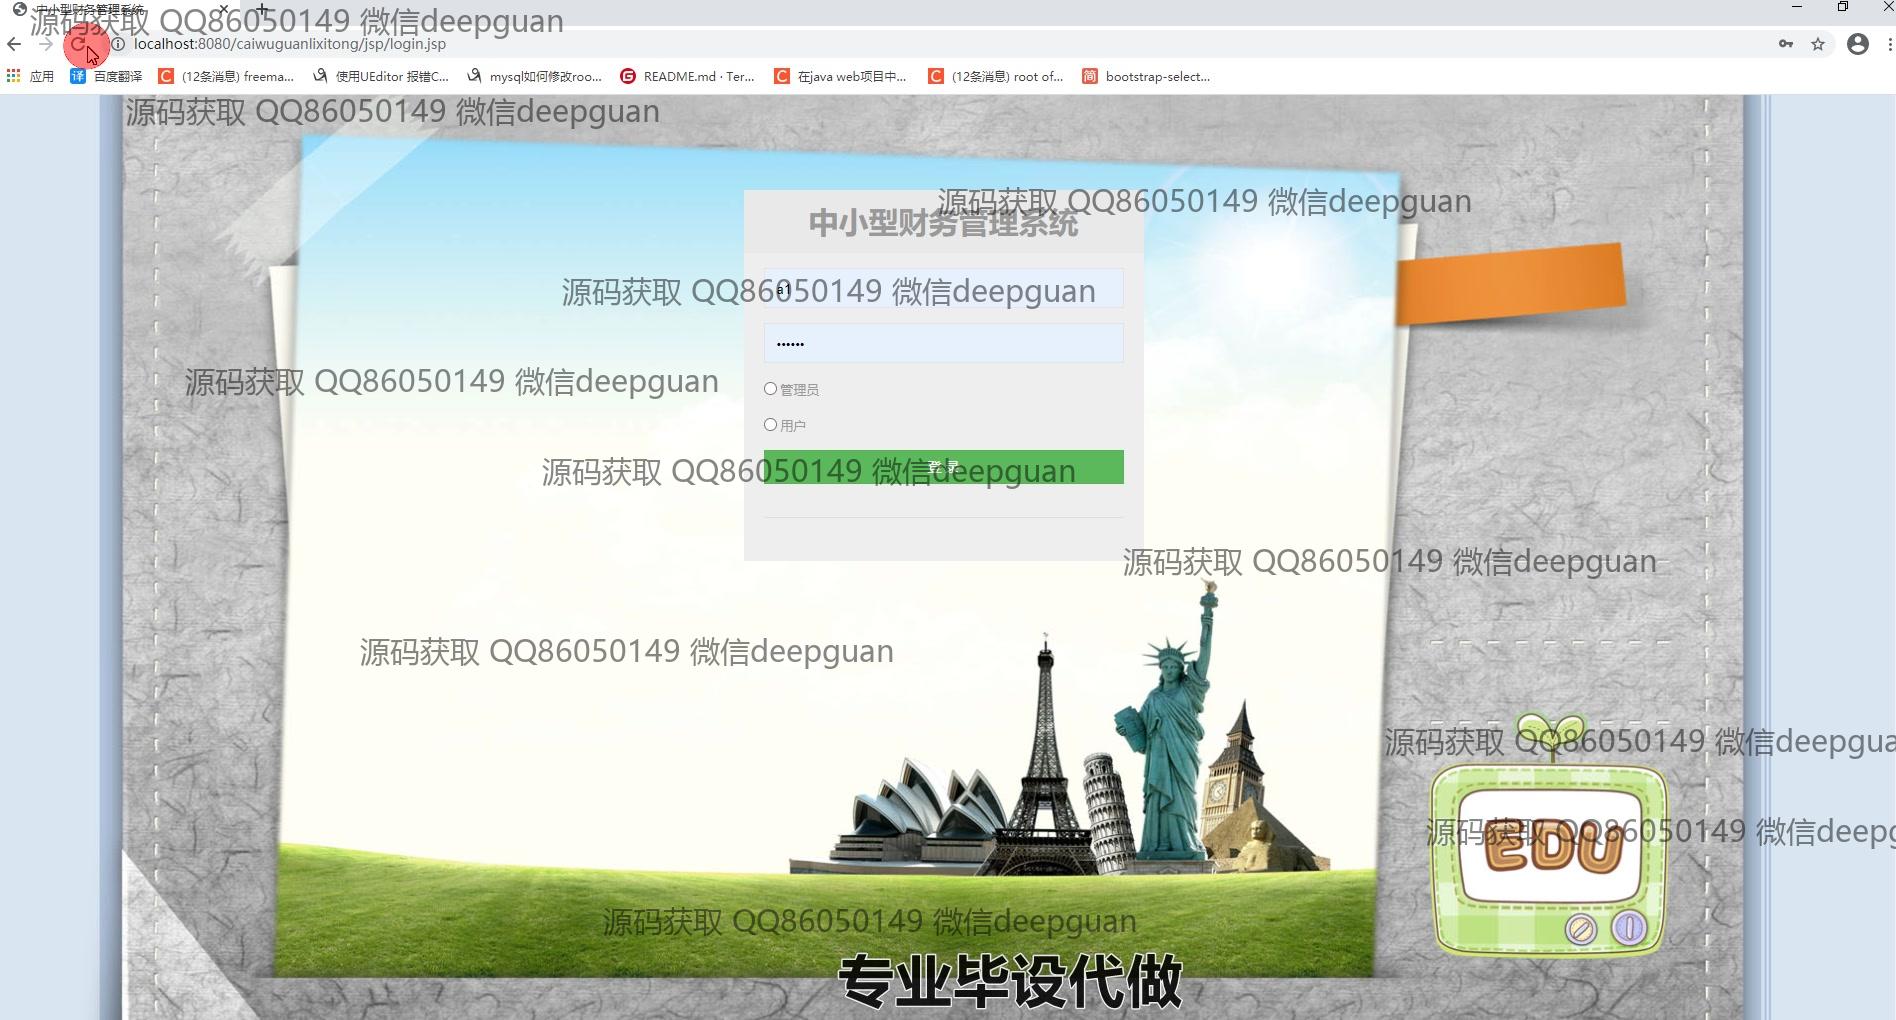 中小型财务管理系统
源码获取 QQ86050149 微信deepguan
localhost:8080/caiwuguanlixitong/jsp/login.jsp
应用
百度翻译
(12条消息) freema...
使用UEditor 报错C...
mysql如何修改roo...
README.md · Ter...
在java web项目中...
(12条消息) root of...
bootstrap-select...
源码获取 QQ86050149 微信deepguan
源码获取 QQ86050149 微信deepguan
中小型财务管理系统
源码获取 QQ86050149 微信deepguan
a1
••••••
源码获取 QQ86050149 微信deepguan
管理员
用户
登 录
源码获取 QQ86050149 微信deepguan
源码获取 QQ86050149 微信deepguan
源码获取 QQ86050149 微信deepguan
源码获取 QQ86050149 微信deepgua
源码获取 QQ86050149 微信deepg
EDU
源码获取 QQ86050149 微信deepguan
专业毕设代做